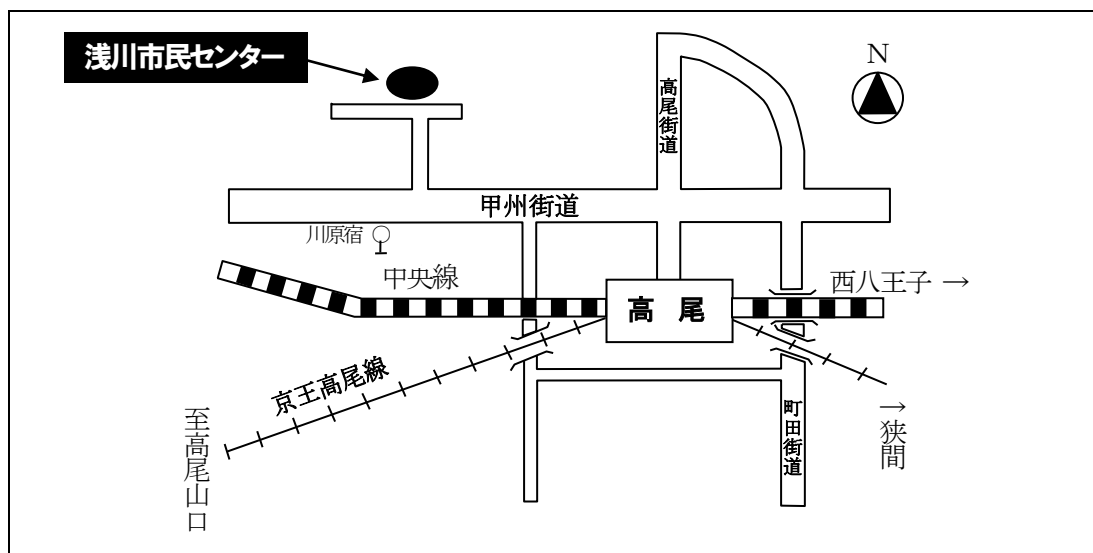 浅川市民センター
N
高尾街道
甲州街道
川原宿
中央線
西八王子 →
高 尾
京王高尾線
至高尾山口
町田街道
→狭間